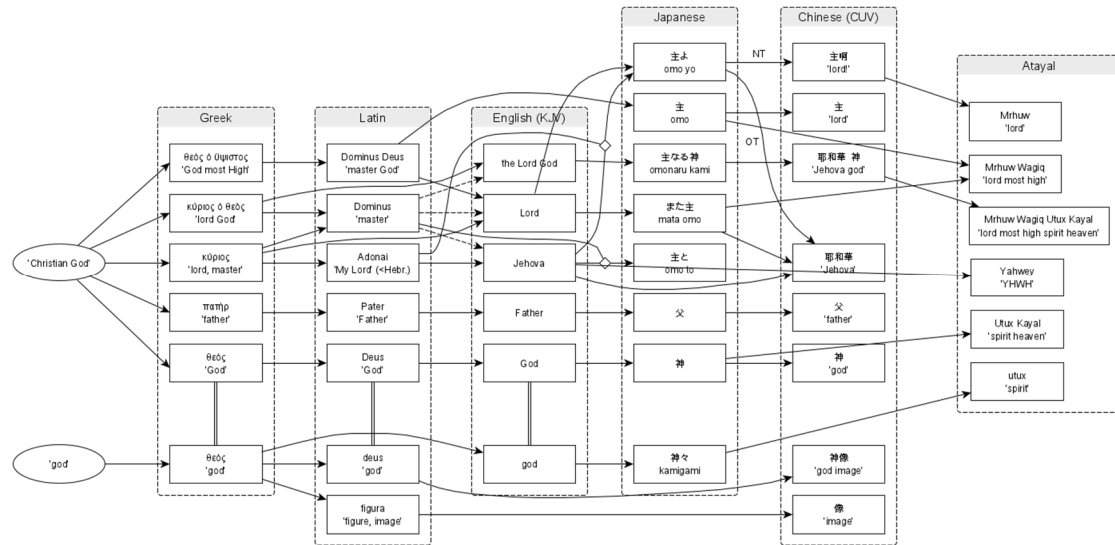 Japanese
Chinese (CUV)
Atayal
Greek
Latin
English (KJV)
'Christian God'
'god'
θεὸς ὁ ὕψιστος
'God most High'
κύριος ὁ θεὸς
'lord God'
κύριος
'lord, master'
πατήρ
'father'
θεὸς
'God'
θεὸς
'god'
Dominus Deus
'master God'
Dominus
'master'
Adonai
'My Lord' (<Hebr.)
Pater
'Father'
Deus
'God'
deus
'god'
figura
'figure, image'
the Lord God
Lord
Jehova
Father
God
god
主よ
omo yo
主
omo
主なる神
omonaru kami
また主
mata omo
主と
omo to
父
神
神々
kamigami
NT
OT
主啊
'lord!'
主
'lord'
耶和華 神
'Jehova god'
耶和華
'Jehova'
父
'father'
神
'god'
神像
'god image'
像
'image'
Mrhuw
'lord'
Mrhuw Wagiq
'lord most high'
Mrhuw Wagiq Utux Kayal
'lord most high spirit heaven'
Yahwey
'YHWH'
Utux Kayal
'spirit heaven'
utux
'spirit'